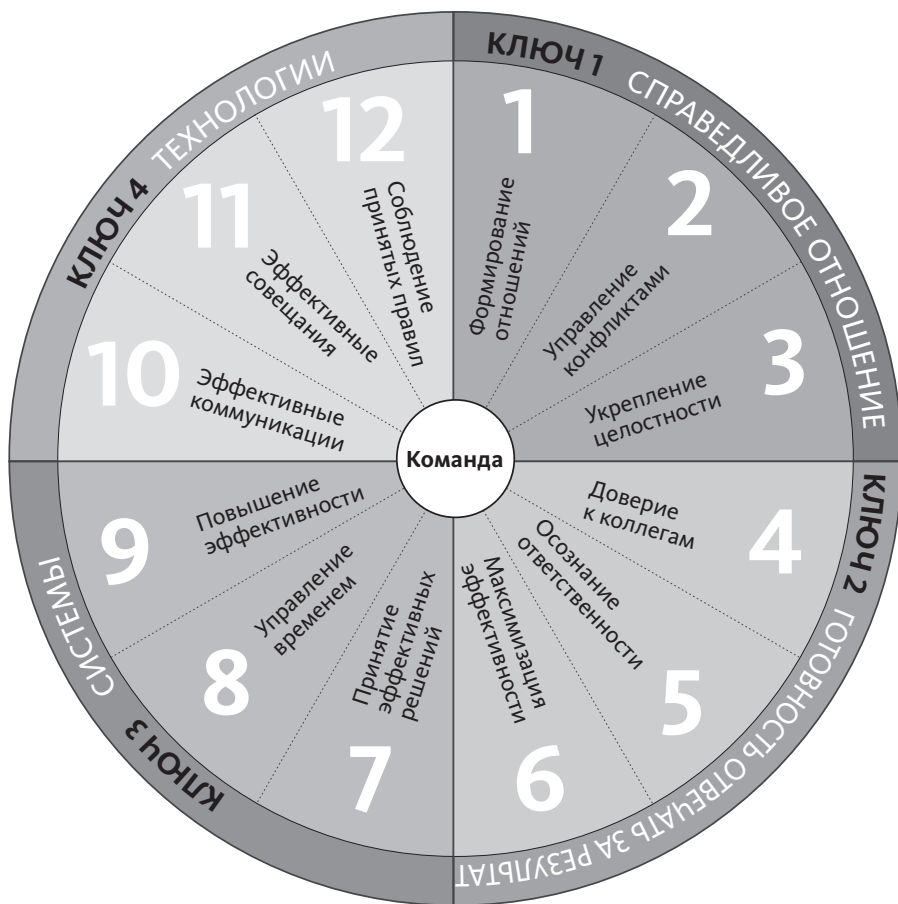 КЛЮЧ 1 СПРАВЕДЛИВОЕ ОТНОШЕНИЕ
1
Формирование
отношений
2
Управление
конфликтами
3
Укрепление
целостности
КЛЮЧ 2 ГОТОВНОСТЬ ОТВЕЧАТЬ ЗА РЕЗУЛЬТАТ
4
Доверие
к коллегам
5
Осознание
ответственности
6
Максимизация
эффективности
КЛЮЧ 3 СИСТЕМЫ
7
Принятие
эффективных
решений
8
Управление
временем
9
Повышение
эффективности
КЛЮЧ 4 ТЕХНОЛОГИИ
10
Эффективные
коммуникации
11
Эффективные
совещания
12
Соблюдение
принятых правил
Команда